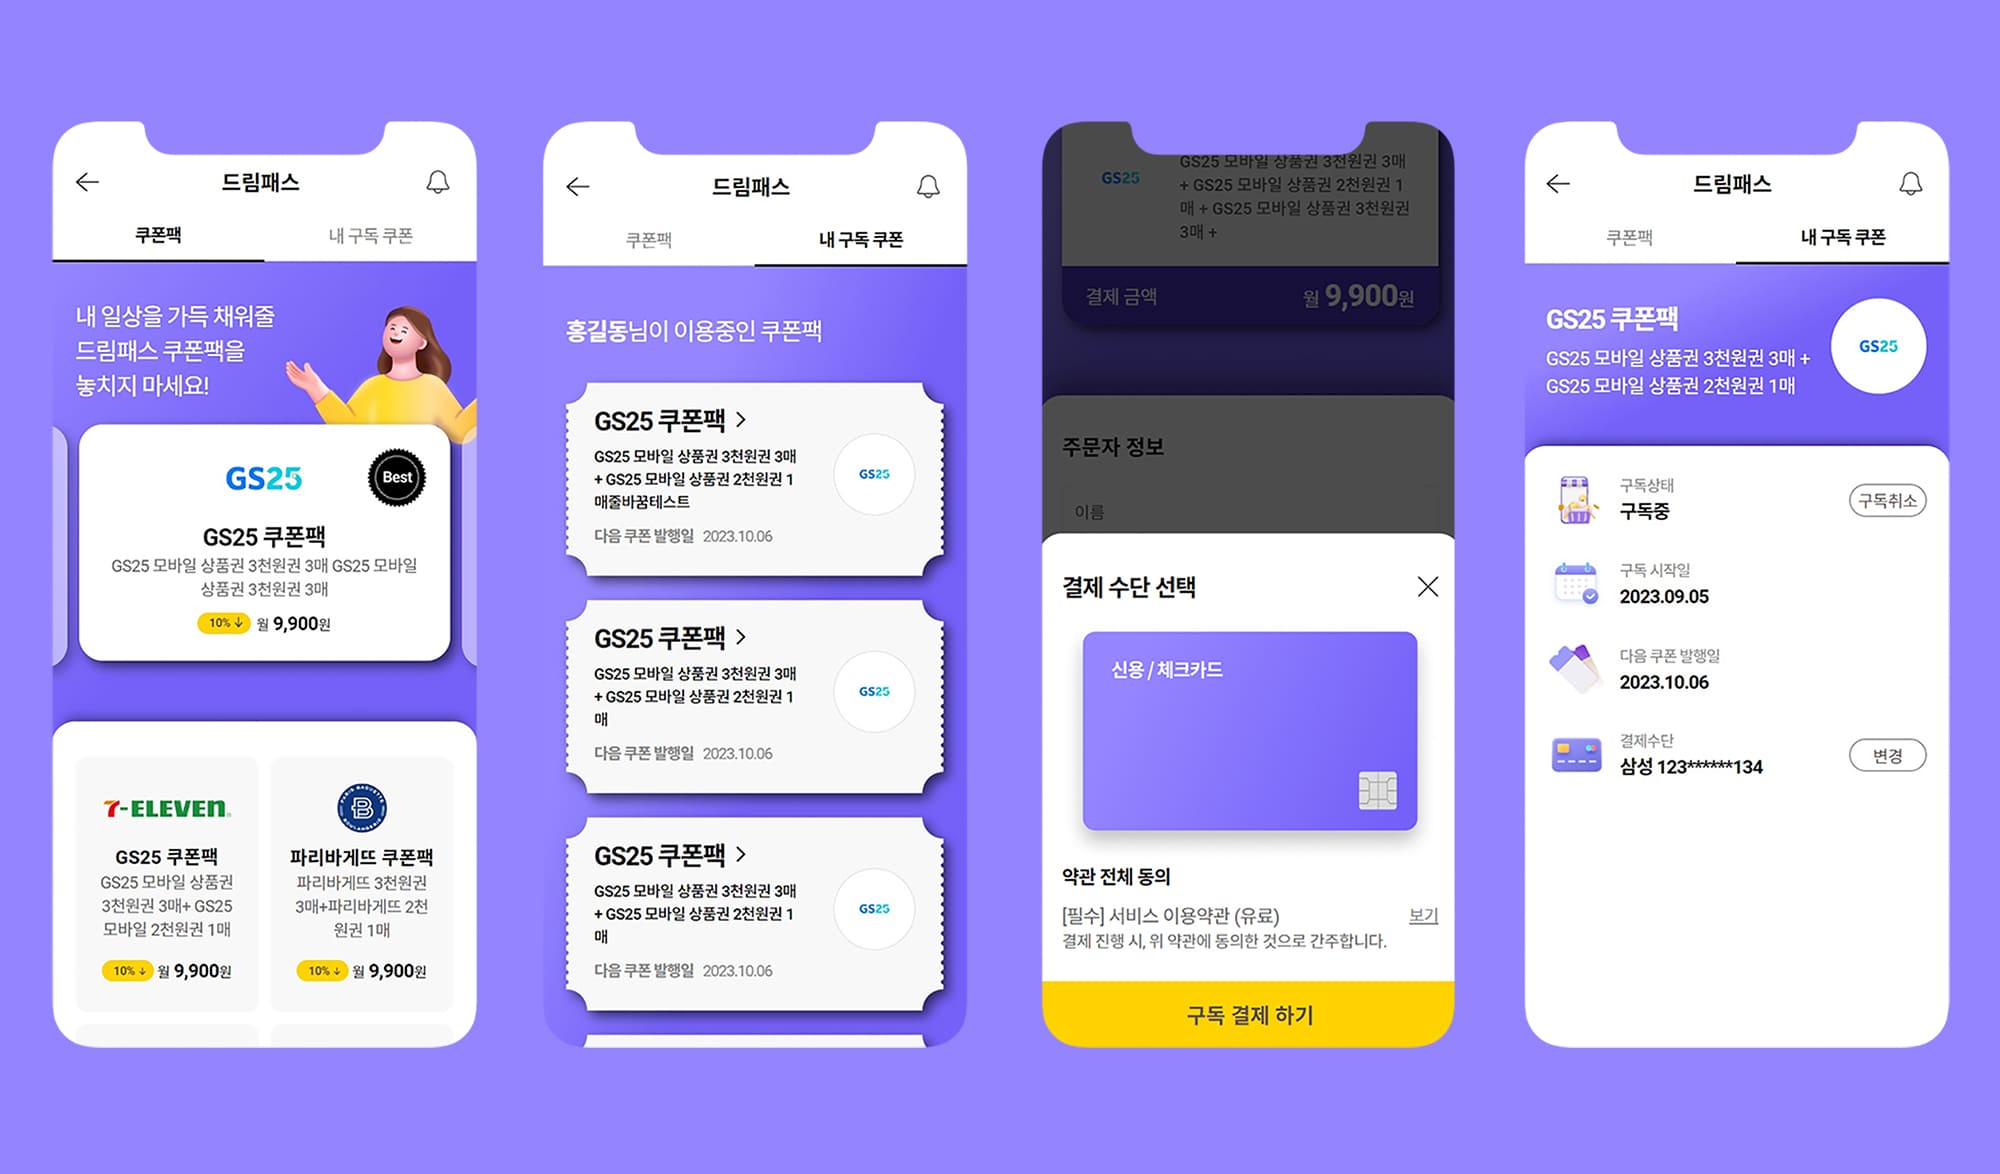 드림패스
쿠폰팩
내 구독 쿠폰
내 일상을 가득 채워줄
드림패스 쿠폰팩을
놓치지 마세요!
GS25
Best
GS25 쿠폰팩
GS25 모바일 상품권 3천원권 3매 GS25 모바일
상품권 3천원권 3매
10%↓ 월 9,900원
7-ELEVEN
GS25 쿠폰팩
GS25 모바일 상품권
3천원권 3매+ GS25
모바일 2천원권 1매
10%↓ 월 9,900원
PARIS BAGUETTE
B
BOULANGERIE
파리바게뜨 쿠폰팩
파리바게뜨 3천원권
3매+파리바게뜨 2천
원권 1매
10%↓ 월 9,900원
드림패스
쿠폰팩
내 구독 쿠폰
홍길동님이 이용중인 쿠폰팩
GS25 쿠폰팩 >
GS25 모바일 상품권 3천원권 3매
+ GS25 모바일 상품권 2천원권 1
매줄바꿈테스트
다음 쿠폰 발행일 2023.10.06
GS25
GS25 쿠폰팩 >
GS25 모바일 상품권 3천원권 3매
+ GS25 모바일 상품권 2천원권 1
매
다음 쿠폰 발행일 2023.10.06
GS25
GS25 쿠폰팩 >
GS25 모바일 상품권 3천원권 3매
+ GS25 모바일 상품권 2천원권 1
매
다음 쿠폰 발행일 2023.10.06
GS25
GS25
GS25 모바일 상품권 3천원권 3매
+ GS25 모바일 상품권 2천원권 1
매 + GS25 모바일 상품권 3천원권
3매 +
결제 금액
월 9,900원
주문자 정보
이름
결제 수단 선택
신용 / 체크카드
약관 전체 동의
[필수] 서비스 이용약관 (유료)
보기
결제 진행 시, 위 약관에 동의한 것으로 간주합니다.
구독 결제 하기
드림패스
쿠폰팩
내 구독 쿠폰
GS25 쿠폰팩
GS25 모바일 상품권 3천원권 3매 +
GS25 모바일 상품권 2천원권 1매
GS25
구독상태
구독중
구독취소
구독 시작일
2023.09.05
다음 쿠폰 발행일
2023.10.06
결제수단
삼성 123******134
변경